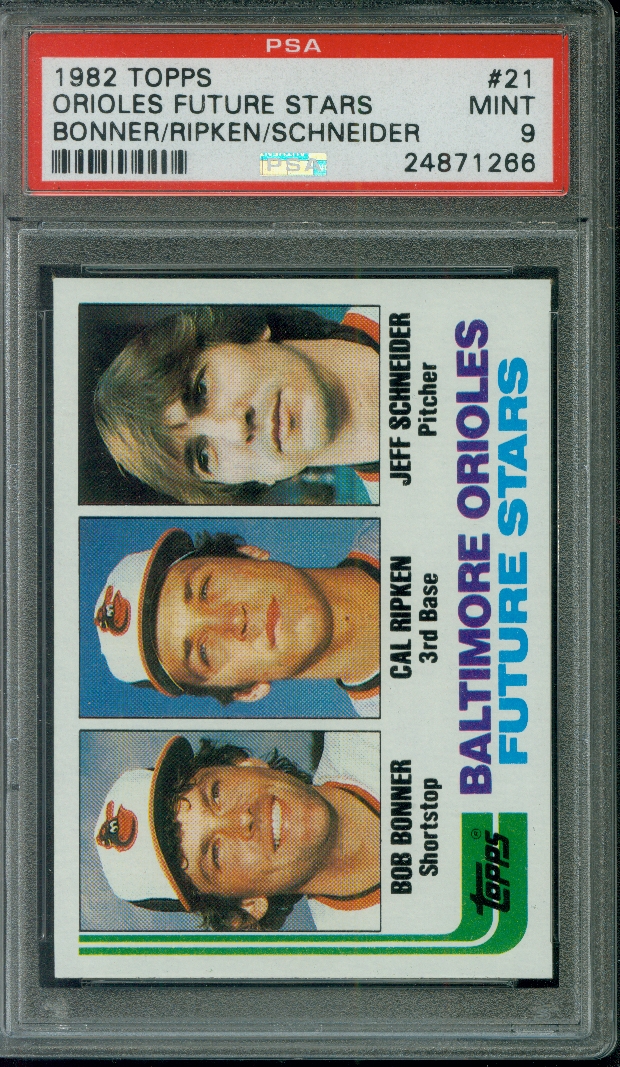 PSA
1982 TOPPS #21
ORIOLES FUTURE STARS MINT
BONNER/RIPKEN/SCHNEIDER 9
24871266
PSA
BOB BONNER
Shortstop
CAL RIPKEN
3rd Base
JEFF SCHNEIDER
Pitcher
TOPPS®
BALTIMORE ORIOLES
FUTURE STARS